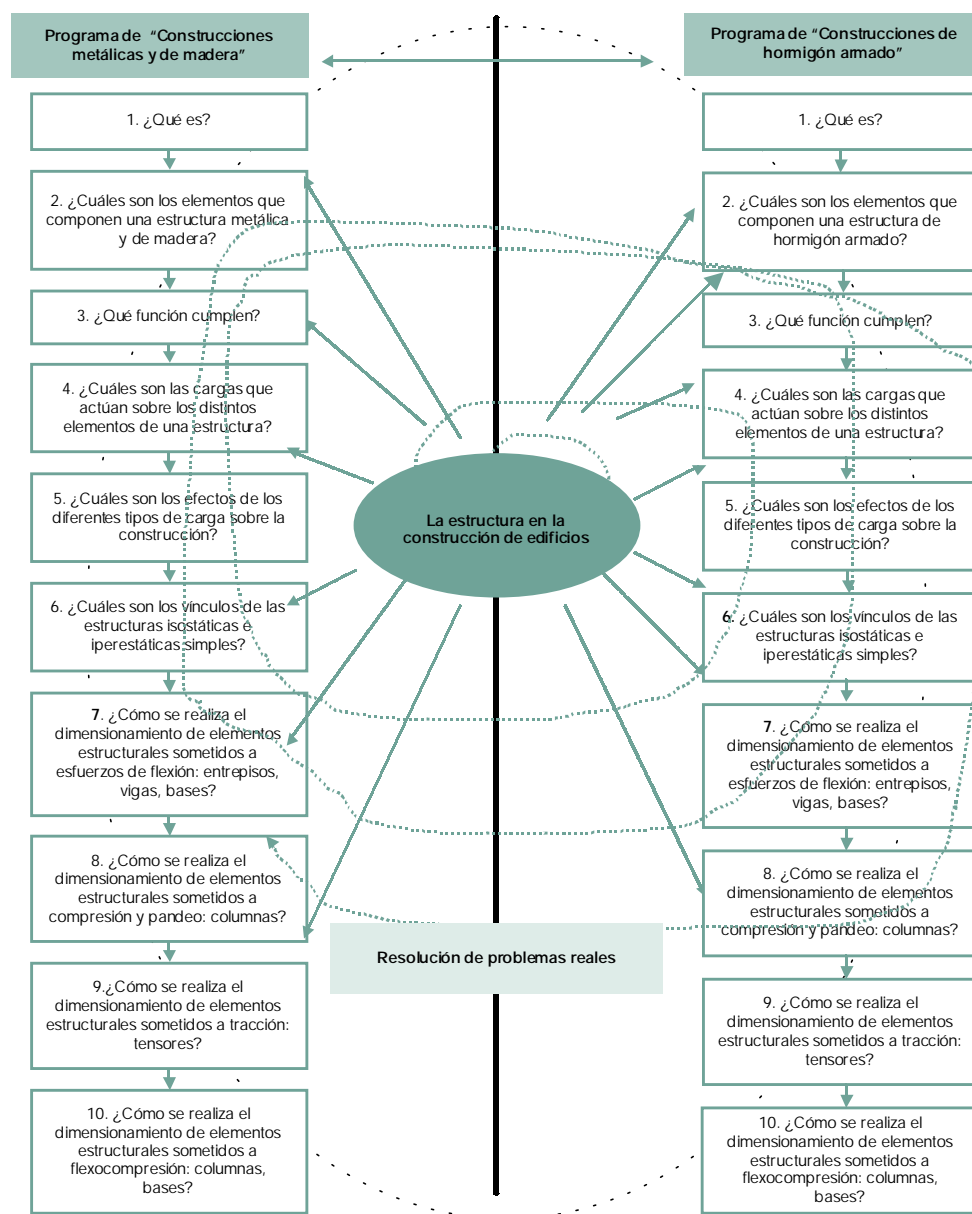 Programa de “Construcciones
metálicas y de madera”
1. ¿Qué es?
2. ¿Cuáles son los elementos que
componen una estructura metálica
y de madera?
3. ¿Qué función cumplen?
4. ¿Cuáles son las cargas que
actúan sobre los distintos
elementos de una estructura?
5. ¿Cuáles son los efectos de los
diferentes tipos de carga sobre la
construcción?
6. ¿Cuáles son los vínculos de las
estructuras isostáticas e
iperestáticas simples?
7. ¿Cómo se realiza el
dimensionamiento de elementos
estructurales sometidos a
esfuerzos de flexión: entrepisos,
vigas, bases?
8. ¿Cómo se realiza el
dimensionamiento de elementos
estructurales sometidos a
compresión y pandeo: columnas?
9.¿Cómo se realiza el
dimensionamiento de elementos
estructurales sometidos a tracción:
tensores?
10. ¿Cómo se realiza el
dimensionamiento de elementos
estructurales sometidos a
flexocompresión: columnas,
bases?
La estructura en la
construcción de edificios
Resolución de problemas reales
Programa de “Construcciones de
hormigón armado”
1. ¿Qué es?
2. ¿Cuáles son los elementos que
componen una estructura de
hormigón armado?
3. ¿Qué función cumplen?
4. ¿Cuáles son las cargas que
actúan sobre los distintos
elementos de una estructura?
5. ¿Cuáles son los efectos de los
diferentes tipos de carga sobre la
construcción?
6. ¿Cuáles son los vínculos de las
estructuras isostáticas e
iperestáticas simples?
7. ¿Cómo se realiza el
dimensionamiento de elementos
estructurales sometidos a
esfuerzos de flexión: entrepisos,
vigas, bases?
8. ¿Cómo se realiza el
dimensionamiento de elementos
estructurales sometidos a
compresión y pandeo: columnas?
9. ¿Cómo se realiza el
dimensionamiento de elementos
estructurales sometidos a tracción:
tensores?
10. ¿Cómo se realiza el
dimensionamiento de elementos
estructurales sometidos a
flexocompresión: columnas,
bases?